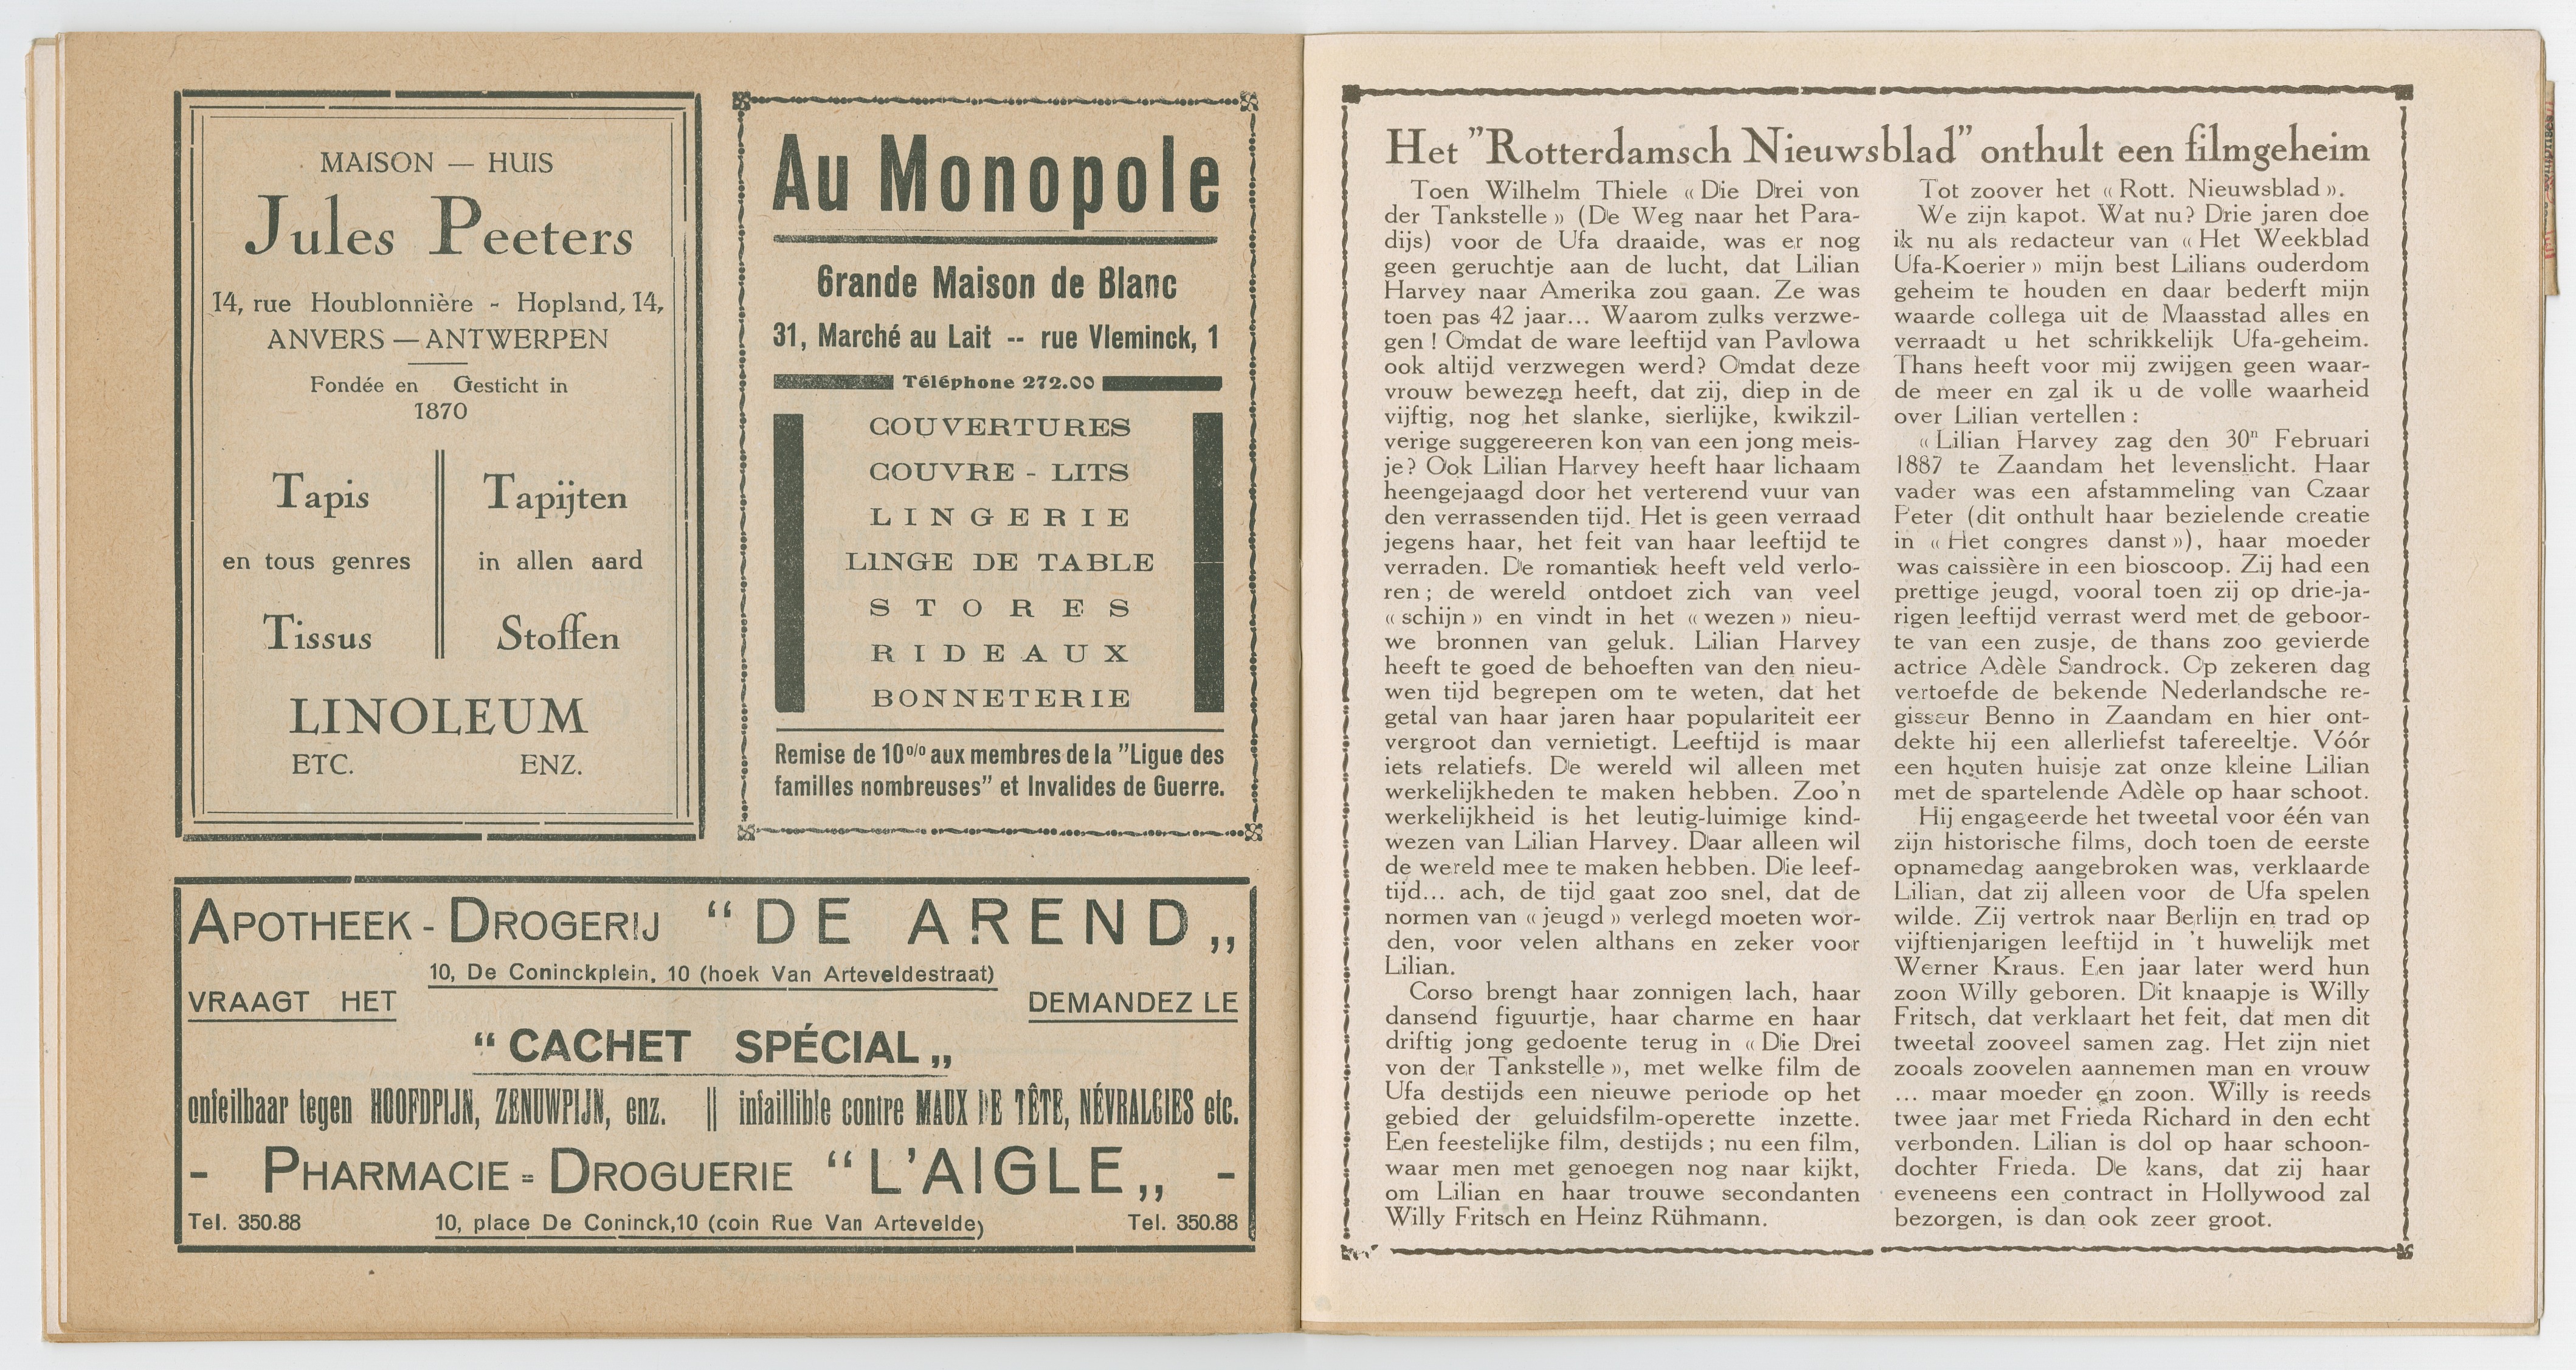 MAISON — HUIS
Jules Peeters
14, rue Houblonnière - Hopland, 14,
ANVERS — ANTWERPEN
Fondée en Gesticht in
1870
Tapis
en tous genres
Tissus
Tapijten
in allen aard
Stoffen
LINOLEUM
ETC. ENZ.
Au Monopole
Grande Maison de Blanc
31, Marché au Lait -- rue Vleminck, 1
Téléphone 272.00
COUVERTURES
COUVRE - LITS
LINGERIE
LINGE DE TABLE
STORES
RIDEAUX
BONNETERIE
Remise de 10 o/o aux membres de la "Ligue des
familles nombreuses" et Invalides de Guerre.
APOTHEEK - DROGERIJ “DE AREND„
10, De Coninckplein, 10 (hoek Van Arteveldestraat)
VRAAGT HET DEMANDEZ LE
“CACHET SPÉCIAL„
onfeilbaar tegen HOOFDPIJN, ZENUWPIJN, enz. || infaillible contre MAUX DE TÊTE, NÉVRALGIES etc.
- PHARMACIE = DROGUERIE “L'AIGLE„ -
Tel. 350.88 10, place De Coninck,10 (coin Rue Van Artevelde) Tel. 350.88
Het ”Rotterdamsch Nieuwsblad” onthult een filmgeheim
Toen Wilhelm Thiele « Die Drei von
der Tankstelle » (De Weg naar het Para-
dijs) voor de Ufa draaide, was er nog
geen geruchtje aan de lucht, dat Lilian
Harvey naar Amerika zou gaan. Ze was
toen pas 42 jaar... Waarom zulks verzwe-
gen ! Omdat de ware leeftijd van Pavlowa
ook altijd verzwegen werd? Omdat deze
vrouw bewezen heeft, dat zij, diep in de
vijftig, nog het slanke, sierlijke, kwikzil-
verige suggereeren kon van een jong meis-
je? Ook Lilian Harvey heeft haar lichaam
heengejaagd door het verterend vuur van
den verrassenden tijd. Het is geen verraad
jegens haar, het feit van haar leeftijd te
verraden. De romantiek heeft veld verlo-
ren ; de wereld ontdoet zich van veel
« schijn » en vindt in het « wezen » nieu-
we bronnen van geluk. Lilian Harvey
heeft te goed de behoeften van den nieu-
wen tijd begrepen om te weten, dat het
getal van haar jaren haar populariteit eer
vergroot dan vernietigt. Leeftijd is maar
iets relatiefs. De wereld wil alleen met
werkelijkheden te maken hebben. Zoo'n
werkelijkheid is het leutig-luimige kind-
wezen van Lilian Harvey. Daar alleen wil
de wereld mee te maken hebben. Die leef-
tijd... ach, de tijd gaat zoo snel, dat de
normen van « jeugd » verlegd moeten wor-
den, voor velen althans en zeker voor
Lilian.
Corso brengt haar zonnigen lach, haar
dansend figuurtje, haar charme en haar
driftig jong gedoente terug in « Die Drei
von der Tankstelle », met welke film de
Ufa destijds een nieuwe periode op het
gebied der geluidsfilm-operette inzette.
Een feestelijke film, destijds ; nu een film,
waar men met genoegen nog naar kijkt,
om Lilian en haar trouwe secondanten
Willy Fritsch en Heinz Rühmann.
Tot zoover het « Rott. Nieuwsblad ».
We zijn kapot. Wat nu? Drie jaren doe
ik nu als redacteur van « Het Weekblad
Ufa-Koerier » mijn best Lilians ouderdom
geheim te houden en daar bederft mijn
waarde collega uit de Maasstad alles en
verraadt u het schrikkelijk Ufa-geheim.
Thans heeft voor mij zwijgen geen waar-
de meer en zal ik u de volle waarheid
over Lilian vertellen :
« Lilian Harvey zag den 30n Februari
1887 te Zaandam het levenslicht. Haar
vader was een afstammeling van Czaar
Peter (dit onthult haar bezielende creatie
in « Het congres danst »), haar moeder
was caissière in een bioscoop. Zij had een
prettige jeugd, vooral toen zij op drie-ja-
rigen leeftijd verrast werd met de geboor-
te van een zusje, de thans zoo gevierde
actrice Adèle Sandrock. Op zekeren dag
vertoefde de bekende Nederlandsche re-
gisseur Benno in Zaandam en hier ont-
dekte hij een allerliefst tafereeltje. Vóór
een houten huisje zat onze kleine Lilian
met de spartelende Adèle op haar schoot.
Hij engageerde het tweetal voor één van
zijn historische films, doch toen de eerste
opnamedag aangebroken was, verklaarde
Lilian, dat zij alleen voor de Ufa spelen
wilde. Zij vertrok naar Berlijn en trad op
vijftienjarigen leeftijd in 't huwelijk met
Werner Kraus. Een jaar later werd hun
zoon Willy geboren. Dit knaapje is Willy
Fritsch, dat verklaart het feit, dat men dit
tweetal zooveel samen zag. Het zijn niet
zooals zoovelen aannemen man en vrouw
... maar moeder en zoon. Willy is reeds
twee jaar met Frieda Richard in den echt
verbonden. Lilian is dol op haar schoon-
dochter Frieda. De kans, dat zij haar
eveneens een contract in Hollywood zal
bezorgen, is dan ook zeer groot.